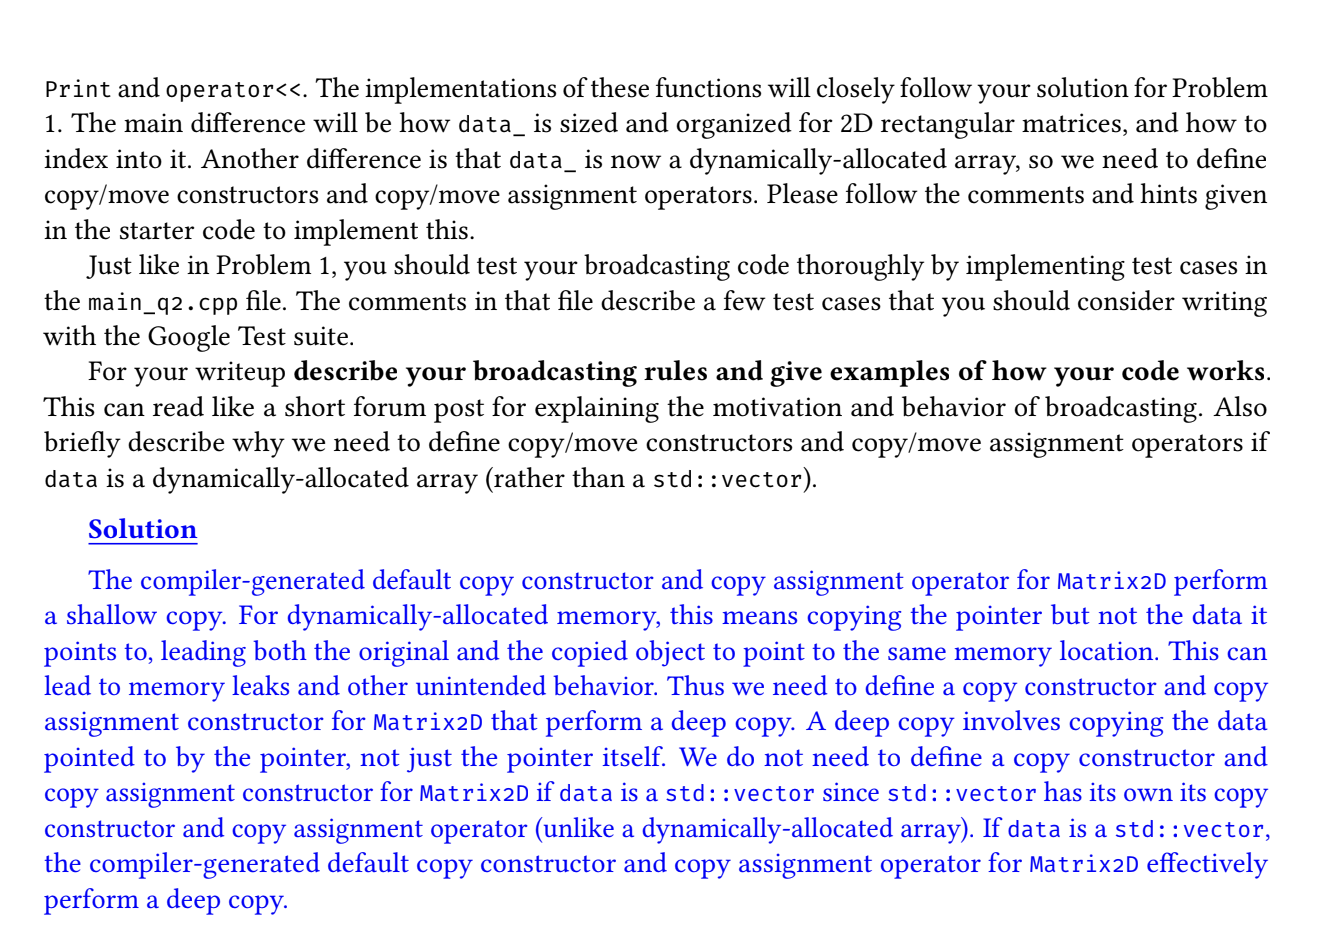 Print and operator<<. The implementations of these functions will closely follow your solution for Problem
1. The main difference will be how data_ is sized and organized for 2D rectangular matrices, and how to
index into it. Another difference is that data_ is now a dynamically-allocated array, so we need to define
copy/move constructors and copy/move assignment operators. Please follow the comments and hints given
in the starter code to implement this.
Just like in Problem 1, you should test your broadcasting code thoroughly by implementing test cases in
the main_q2.cpp file. The comments in that file describe a few test cases that you should consider writing
with the Google Test suite.
For your writeup describe your broadcasting rules and give examples of how your code works.
This can read like a short forum post for explaining the motivation and behavior of broadcasting. Also
briefly describe why we need to define copy/move constructors and copy/move assignment operators if
data is a dynamically-allocated array (rather than a std::vector).
Solution
The compiler-generated default copy constructor and copy assignment operator for Matrix2D perform
a shallow copy. For dynamically-allocated memory, this means copying the pointer but not the data it
points to, leading both the original and the copied object to point to the same memory location. This can
lead to memory leaks and other unintended behavior. Thus we need to define a copy constructor and copy
assignment constructor for Matrix2D that perform a deep copy. A deep copy involves copying the data
pointed to by the pointer, not just the pointer itself. We do not need to define a copy constructor and
copy assignment constructor for Matrix2D if data is a std::vector since std::vector has its own its copy
constructor and copy assignment operator (unlike a dynamically-allocated array). If data is a std::vector,
the compiler-generated default copy constructor and copy assignment operator for Matrix2D effectively
perform a deep copy.